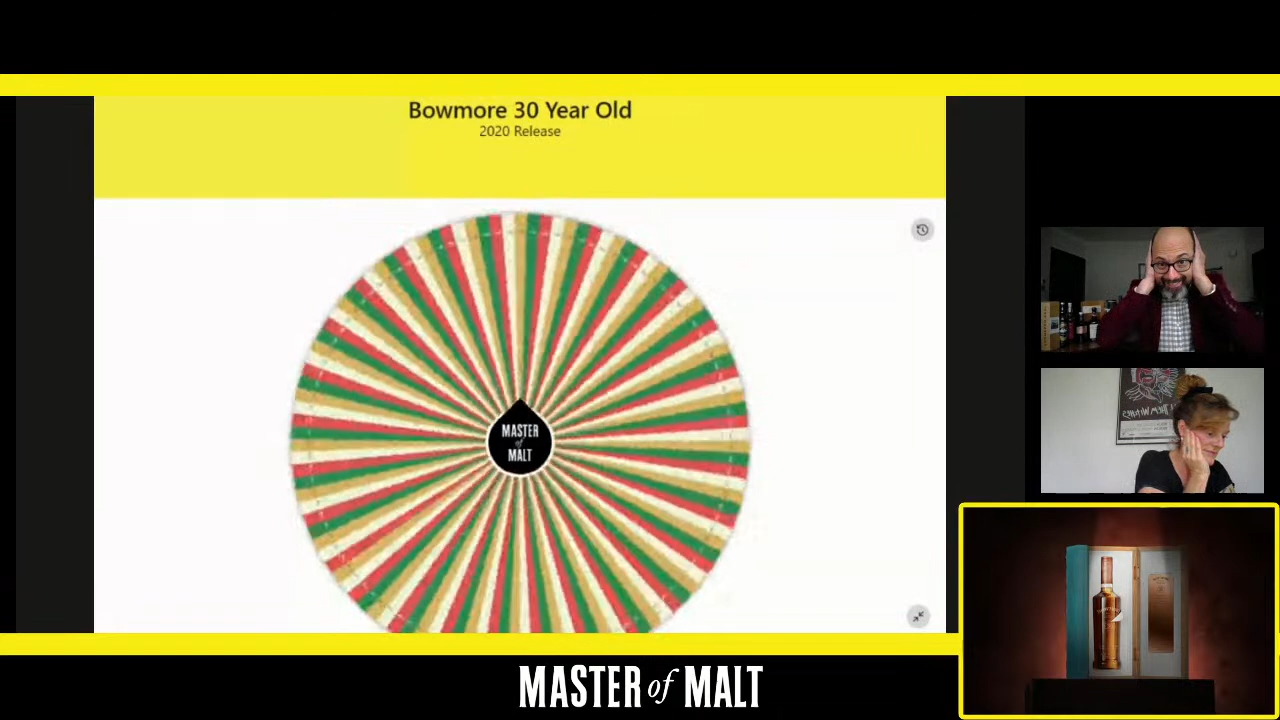 Bowmore 30 Year Old
2020 Release
MASTER
of
MALT
MASTER of MALT